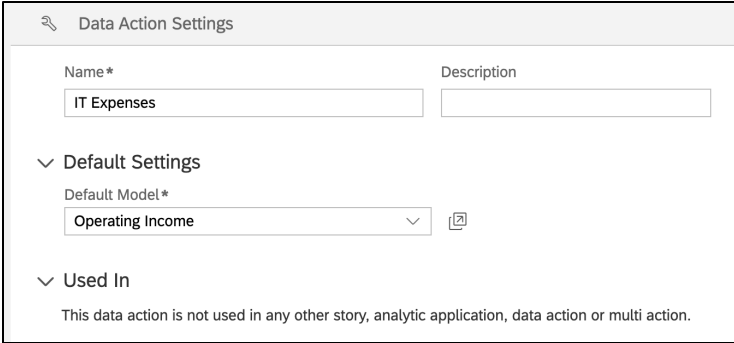 Data Action Settings
Name* Description
IT Expenses
Default Settings
Default Model*
Operating Income
Used In
This data action is not used in any other story, analytic application, data action or multi action.